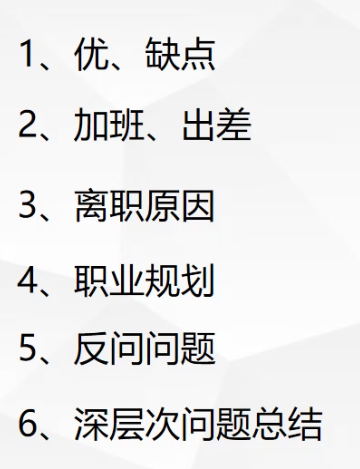 1、优、缺点
2、加班、出差
3、离职原因
4、职业规划
5、反问问题
6、深层次问题总结